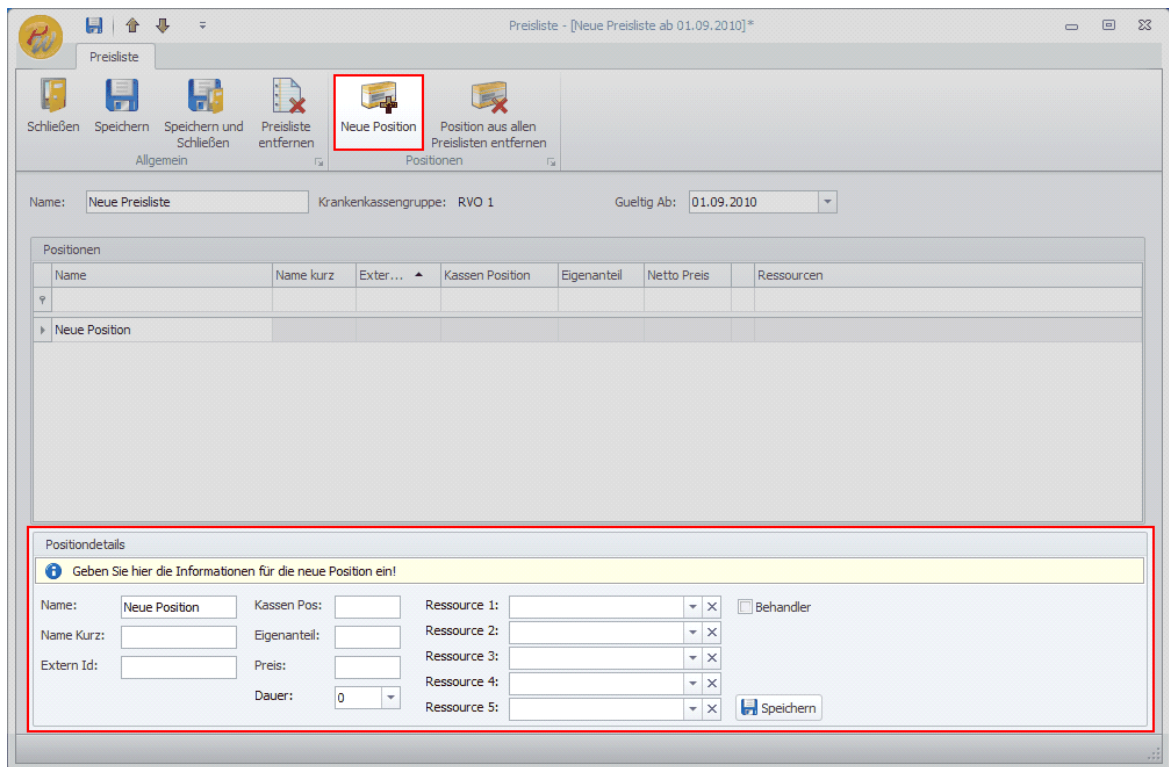 Preisliste - [Neue Preisliste ab 01.09.2010]*
Preisliste
Schließen Speichern Speichern und Schließen Preisliste entfernen Neue Position Position aus allen Preislisten entfernen
Allgemein Positionen
Name: Neue Preisliste Krankenkassengruppe: RVO 1 Gueltig Ab: 01.09.2010
Positionen
Name Name kurz Exter... Kassen Position Eigenanteil Netto Preis Ressourcen
Neue Position
Positiondetails
Geben Sie hier die Informationen für die neue Position ein!
Name: Neue Position Kassen Pos: Ressource 1: Behandler
Name Kurz: Eigenanteil: Ressource 2:
Extern Id: Preis: Ressource 3:
Dauer: 0 Ressource 4:
Ressource 5: Speichern